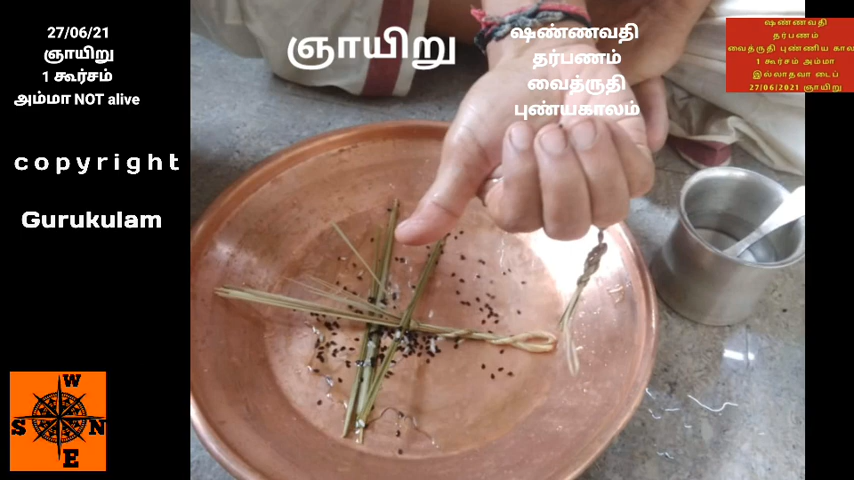 27/06/21
ஞாயிறு
1 கூர்சம்
அம்மா NOT alive
copyright
Gurukulam
ஞாயிறு
ஷண்ணவதி
தர்பணம்
வைத்ருதி
புண்யகாலம்
ஷண்ணவதி
தர்பணம்
வைத்ருதி புண்ணிய கால
1 கூர்சம் அம்மா
இல்லாதவா டைப்
27/06/2021 ஞாயிறு
W
S N
E